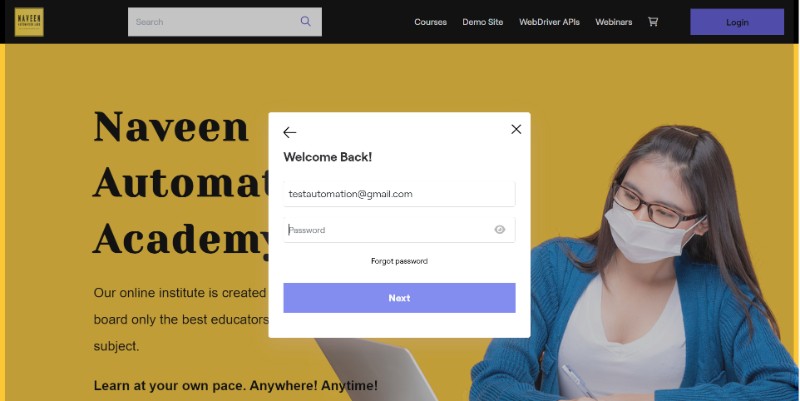 NAVEEN
AUTOMATION LABS
Search
Courses
Demo Site
WebDriver APIs
Webinars
Login
Naveen
Automat
Academy
Our online institute is created
board only the best educators
subject.
Learn at your own pace. Anywhere! Anytime!
Welcome Back!
testautomation@gmail.com
Password
Forgot password
Next